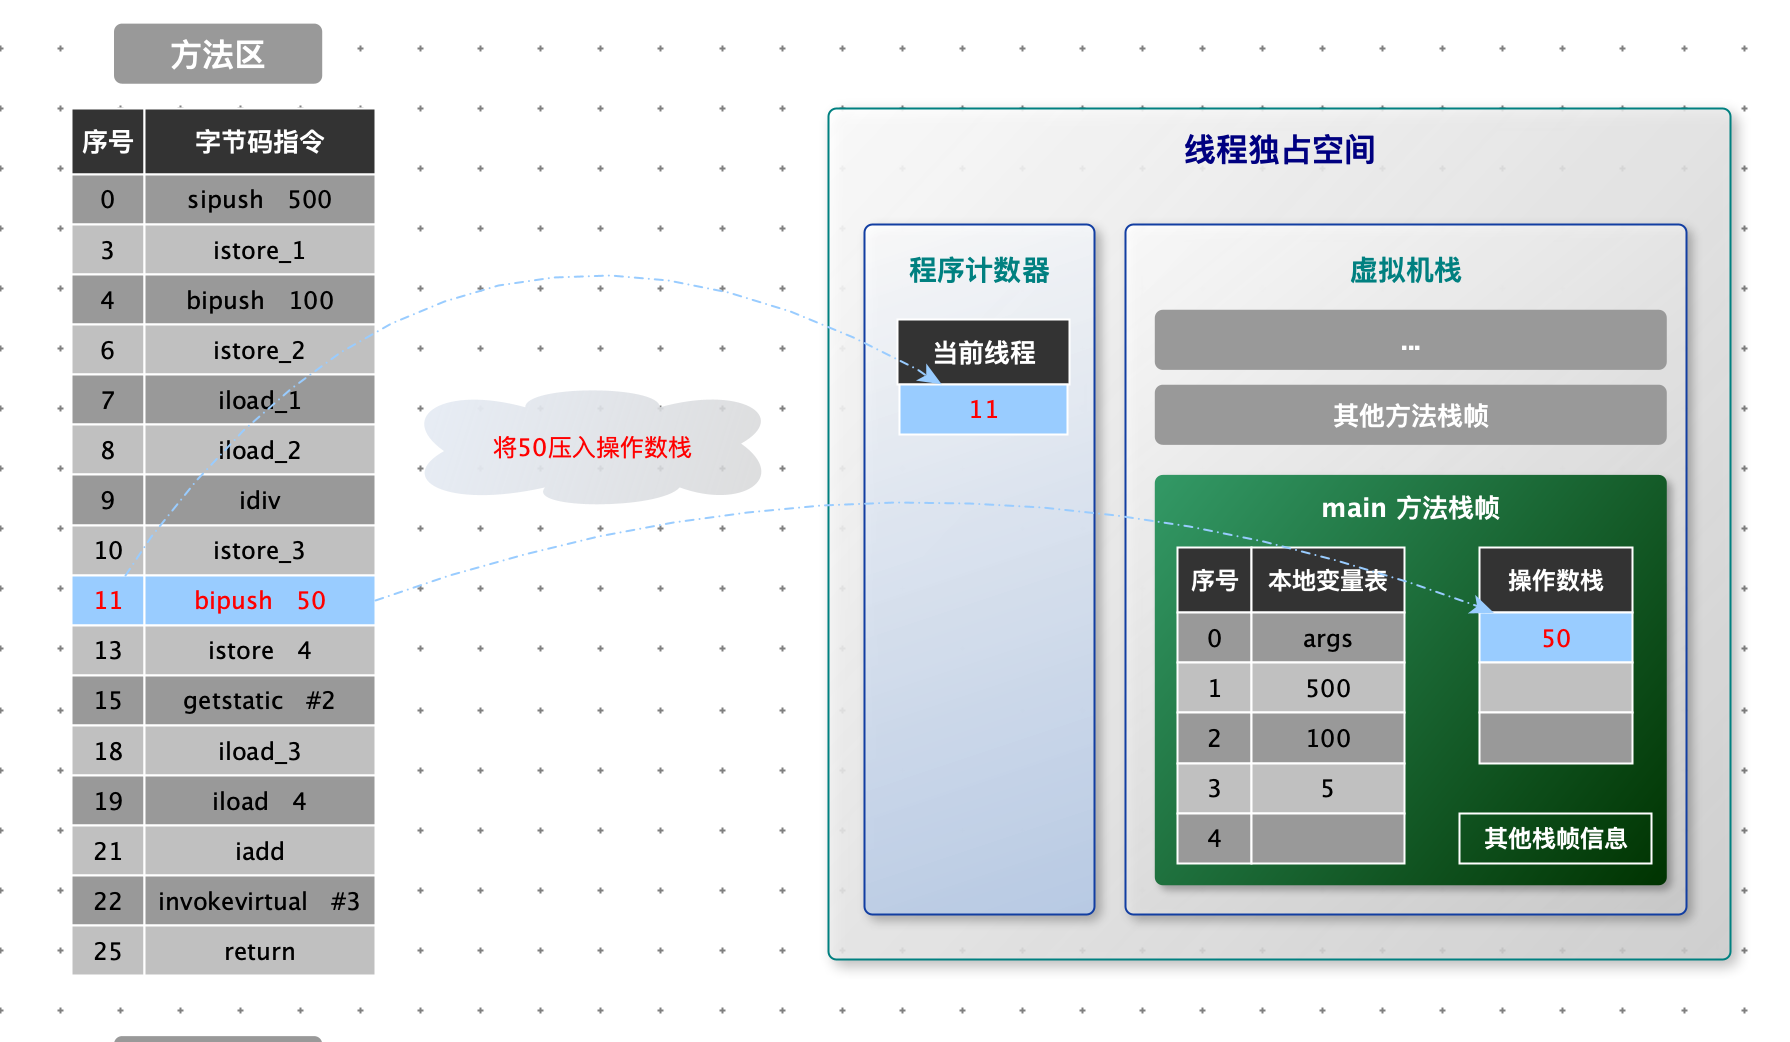 方法区
序号 字节码指令
0 sipush 500
3 istore_1
4 bipush 100
6 istore_2
7 iload_1
8 iload_2
9 idiv
10 istore_3
11 bipush 50
13 istore 4
15 getstatic #2
18 iload_3
19 iload 4
21 iadd
22 invokevirtual #3
25 return
将50压入操作数栈
线程独占空间
程序计数器
当前线程
11
虚拟机栈
...
其他方法栈帧
main 方法栈帧
序号 本地变量表
0 args
1 500
2 100
3 5
4
操作数栈
50
其他栈帧信息